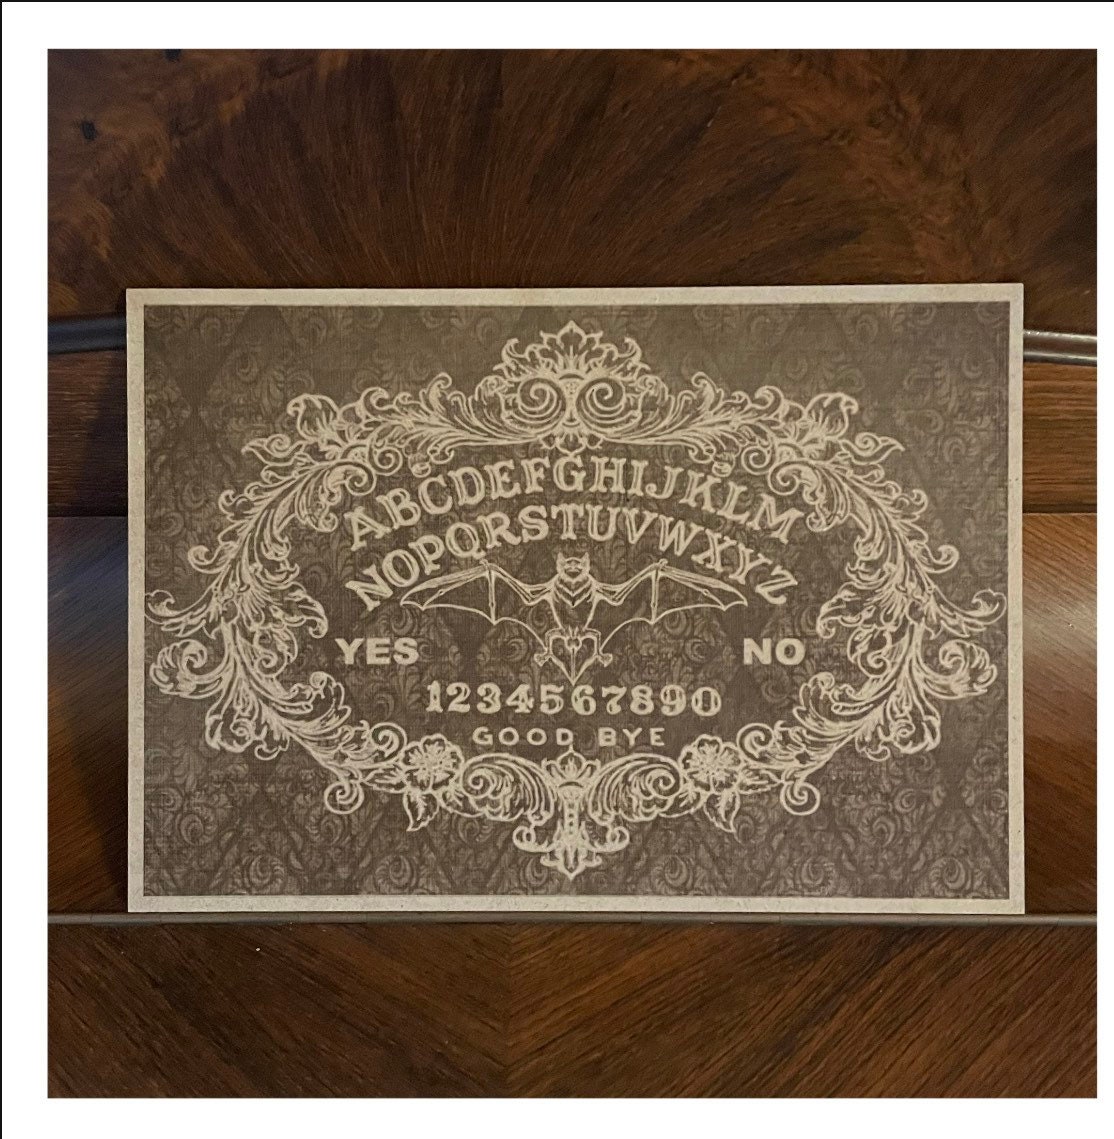 ABCDEFGHIJKLM
NOPQRSTUVWXYZ
YES NO
1234567890
GOOD BYE